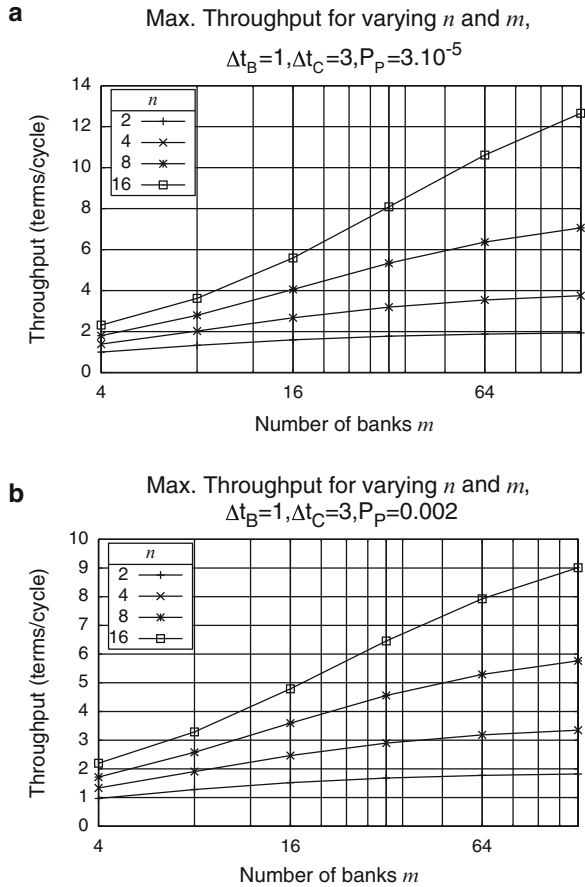 a
Max. Throughput for varying n and m,
Δt_B=1,Δt_C=3,P_P=3.10^-5
14
12
10
8
6
4
2
0
Throughput (terms/cycle)
n
2
4
8
16
4
16
64
Number of banks m
b
Max. Throughput for varying n and m,
Δt_B=1,Δt_C=3,P_P=0.002
10
9
8
7
6
5
4
3
2
1
0
Throughput (terms/cycle)
n
2
4
8
16
4
16
64
Number of banks m